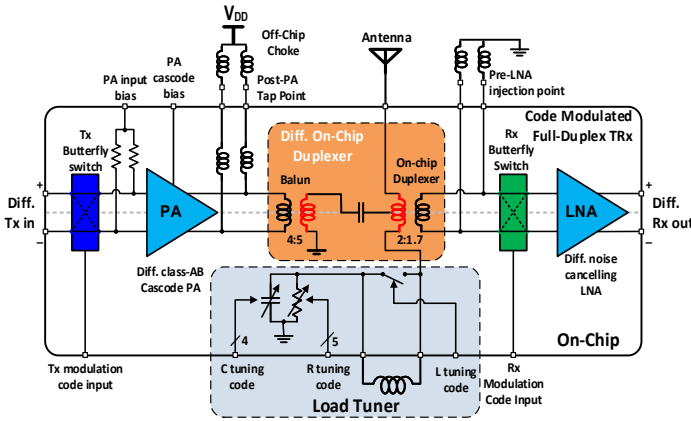 VDD
Off-Chip
Choke
Antenna
PA
cascode
bias
PA input
bias
Post-PA
Tap Point
Pre-LNA
injection point
Tx
Butterfly
switch
Diff. On-Chip
Duplexer
Code Modulated
Full-Duplex TRx
Rx
Butterfly
Switch
Balun
On-chip
Duplexer
+
Diff.
Tx in
−
PA
4:5
2:1.7
LNA
+
Diff.
Rx out
−
Diff. class-AB
Cascode PA
Diff. noise
cancelling
LNA
4
5
On-Chip
Tx modulation
code input
C tuning
code
R tuning
code
L tuning
code
Rx
Modulation
Code Input
Load Tuner